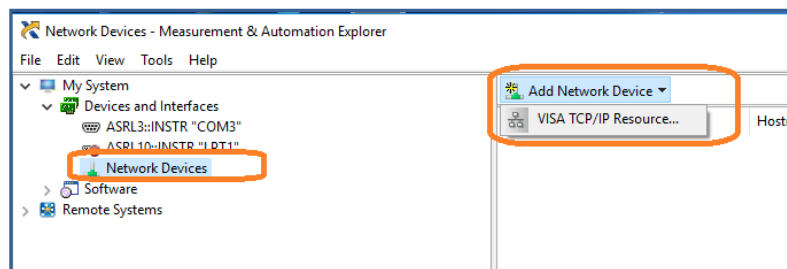 Network Devices - Measurement & Automation Explorer
File Edit View Tools Help
My System
Devices and Interfaces
ASRL3::INSTR "COM3"
ASRL10::INSTR "LPT1"
Network Devices
Software
Remote Systems
Add Network Device
VISA TCP/IP Resource...